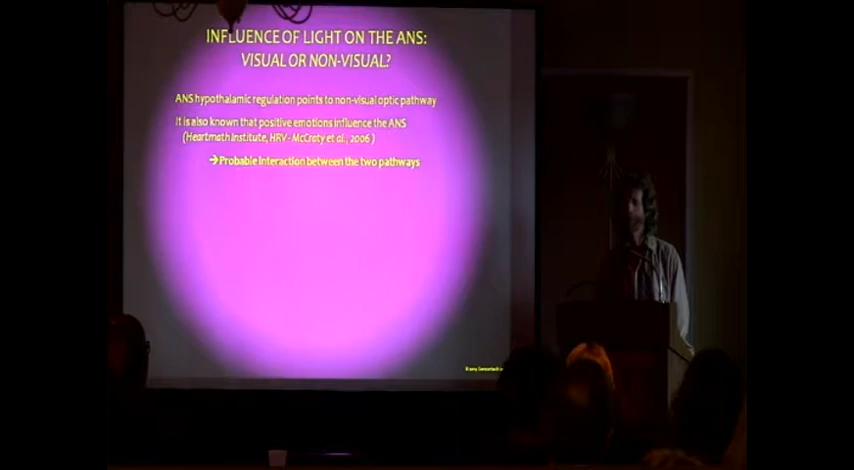 INFLUENCE OF LIGHT ON THE ANS:
VISUAL OR NON-VISUAL?
ANS hypothalamic regulation points to non-visual optic pathway
It is also known that positive emotions influence the ANS
(Heartmath Institute, HRV - McCraty et al., 2006 )
→Probable interaction between the two pathways